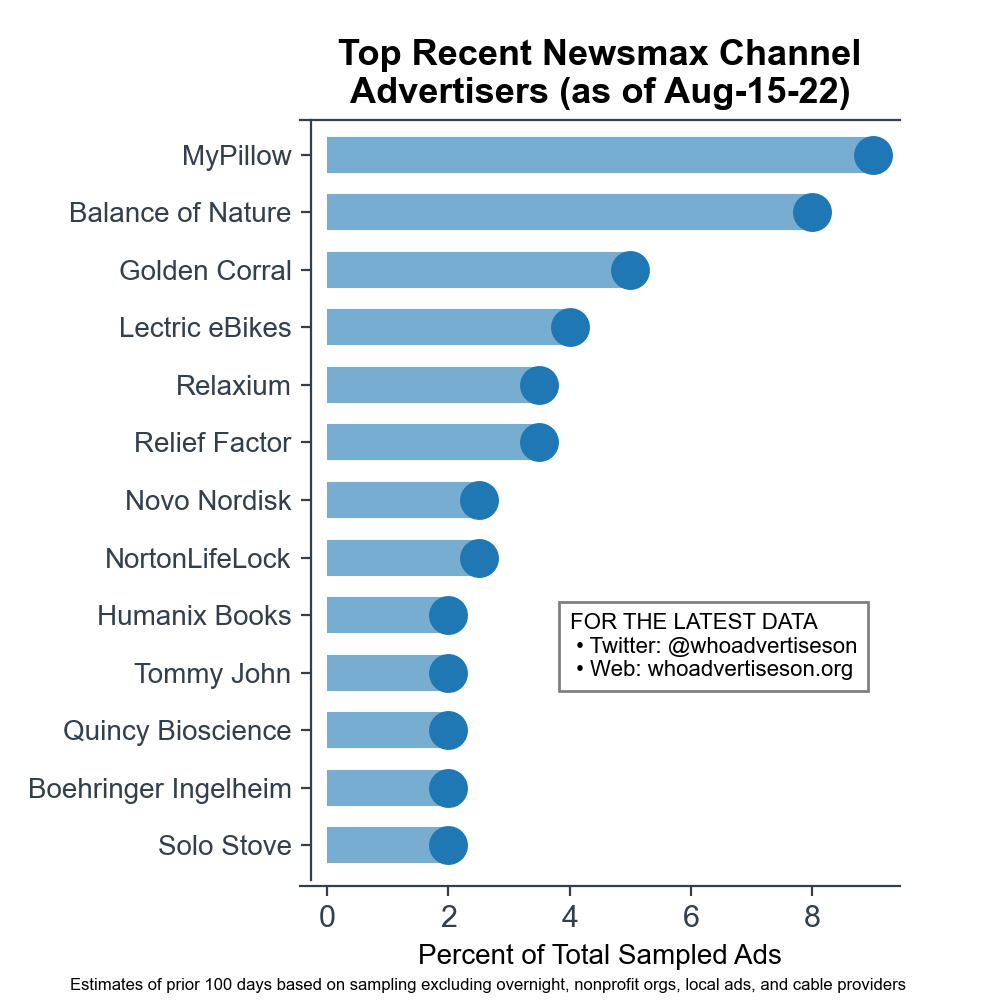 Top Recent Newsmax Channel
Advertisers (as of Aug-15-22)
MyPillow
Balance of Nature
Golden Corral
Lectric eBikes
Relaxium
Relief Factor
Novo Nordisk
NortonLifeLock
Humanix Books
Tommy John
Quincy Bioscience
Boehringer Ingelheim
Solo Stove
FOR THE LATEST DATA
• Twitter: @whoadvertiseson
• Web: whoadvertiseson.org
0 2 4 6 8
Percent of Total Sampled Ads
Estimates of prior 100 days based on sampling excluding overnight, nonprofit orgs, local ads, and cable providers